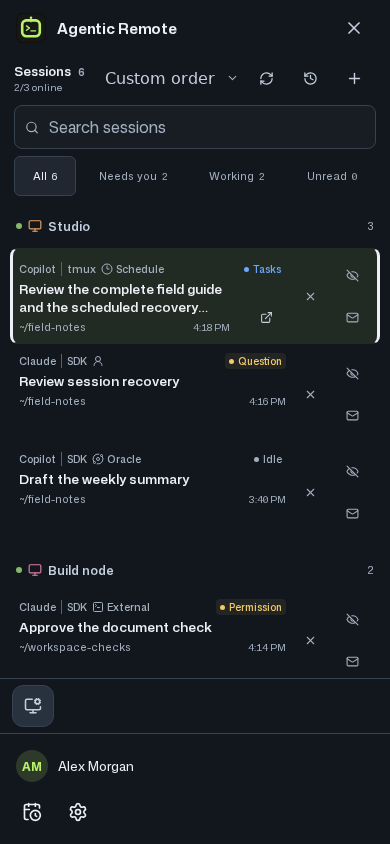 Agentic Remote
Sessions 6
2/3 online
Custom order
Search sessions
All 6
Needs you 2
Working 2
Unread 0
Studio 3
Copilot | tmux Schedule Tasks
Review the complete field guide
and the scheduled recovery...
~/field-notes 4:18 PM
Claude | SDK Question
Review session recovery
~/field-notes 4:16 PM
Copilot | SDK Oracle Idle
Draft the weekly summary
~/field-notes 3:40 PM
Build node 2
Claude | SDK External Permission
Approve the document check
~/workspace-checks 4:14 PM
AM Alex Morgan